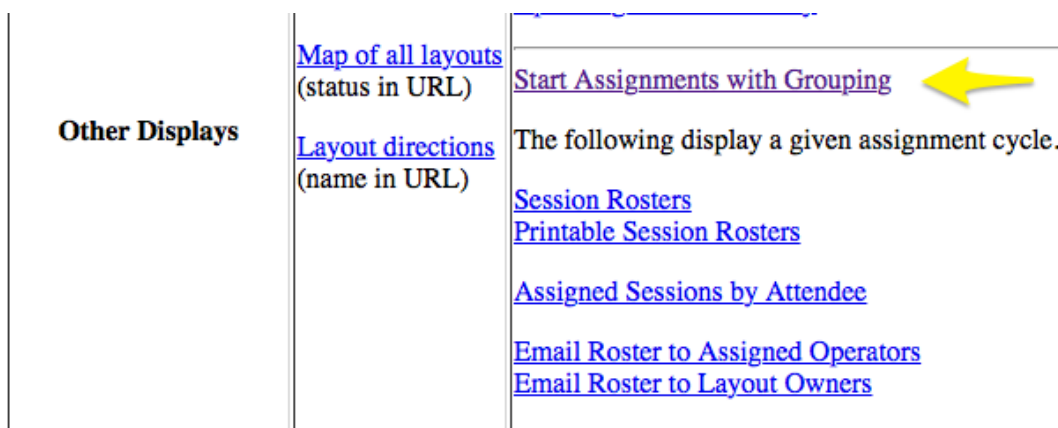 Other Displays
Map of all layouts
(status in URL)
Layout directions
(name in URL)
Start Assignments with Grouping
The following display a given assignment cycle.
Session Rosters
Printable Session Rosters
Assigned Sessions by Attendee
Email Roster to Assigned Operators
Email Roster to Layout Owners